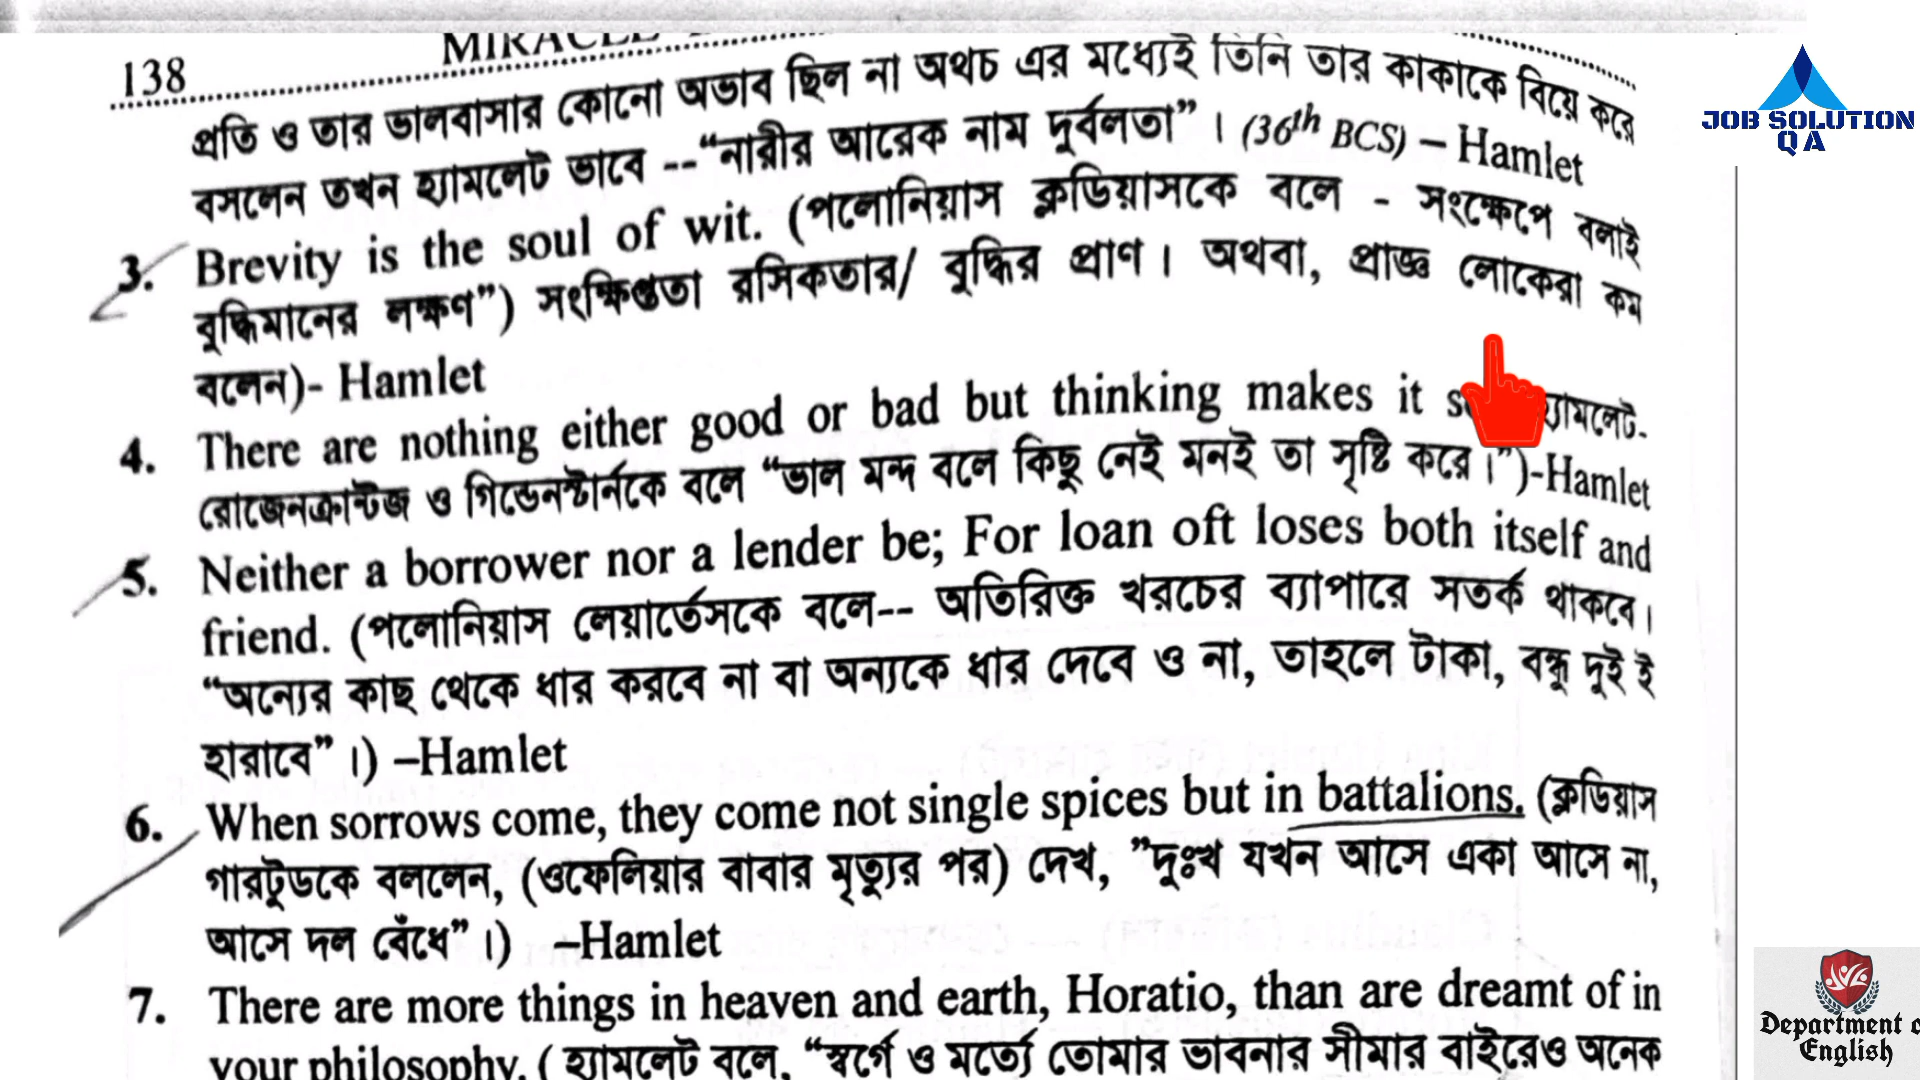 138
MIRACLE
প্রতি ও তার ভালবাসার কোনো অভাব ছিল না অথচ এর মধ্যেই তিনি তার কাকাকে বিয়ে করে
বসলেন তখন হ্যামলেট ভাবে --“নারীর আরেক নাম দুর্বলতা” । (36th BCS) – Hamlet
3. Brevity is the soul of wit. (পলোনিয়াস ক্লডিয়াসকে বলে - সংক্ষেপে বলাই
বুদ্ধিমানের লক্ষণ”) সংক্ষিপ্ততা রসিকতার/ বুদ্ধির প্রাণ। অথবা, প্রাজ্ঞ লোকেরা কম
বলেন)- Hamlet
4. There are nothing either good or bad but thinking makes it হ্যামলেট-
রোজেনক্রান্টজ ও গিল্ডেনস্টার্নকে বলে “ভাল মন্দ বলে কিছু নেই মনই তা সৃষ্টি করে।”)-Hamlet
5. Neither a borrower nor a lender be; For loan oft loses both itself and
friend. (পলোনিয়াস লেয়ার্তেসকে বলে-- অতিরিক্ত খরচের ব্যাপারে সতর্ক থাকবে।
“অন্যের কাছ থেকে ধার করবে না বা অন্যকে ধার দেবে ও না, তাহলে টাকা, বন্ধু দুই ই
হারাবে” ।) –Hamlet
6. When sorrows come, they come not single spices but in battalions. (ক্লডিয়াস
গারট্রুডকে বললেন, (ওফেলিয়ার বাবার মৃত্যুর পর) দেখ, ”দুঃখ যখন আসে একা আসে না,
আসে দল বেঁধে” ।) –Hamlet
7. There are more things in heaven and earth, Horatio, than are dreamt of in
your philosophy. ( হ্যামলেট বলে, “স্বর্গে ও মর্ত্যে তোমার ভাবনার সীমার বাইরেও অনেক
JOB SOLUTION
QA
Department o
English